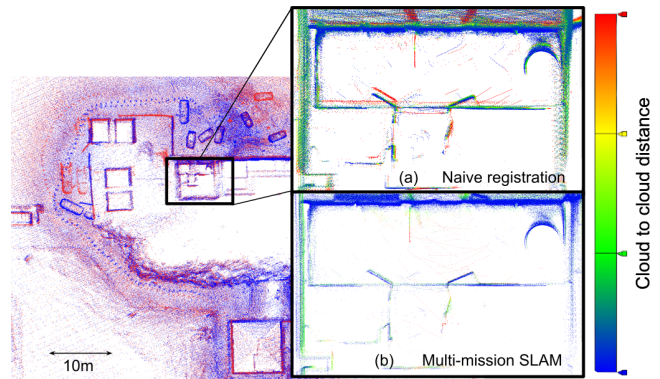 (a) Naive registration
(b) Multi-mission SLAM
10m
Cloud to cloud distance